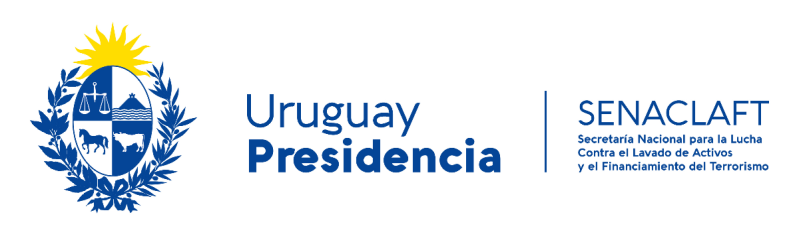 Uruguay
Presidencia
SENACLAFT
Secretaría Nacional para la Lucha
Contra el Lavado de Activos
y el Financiamiento del Terrorismo